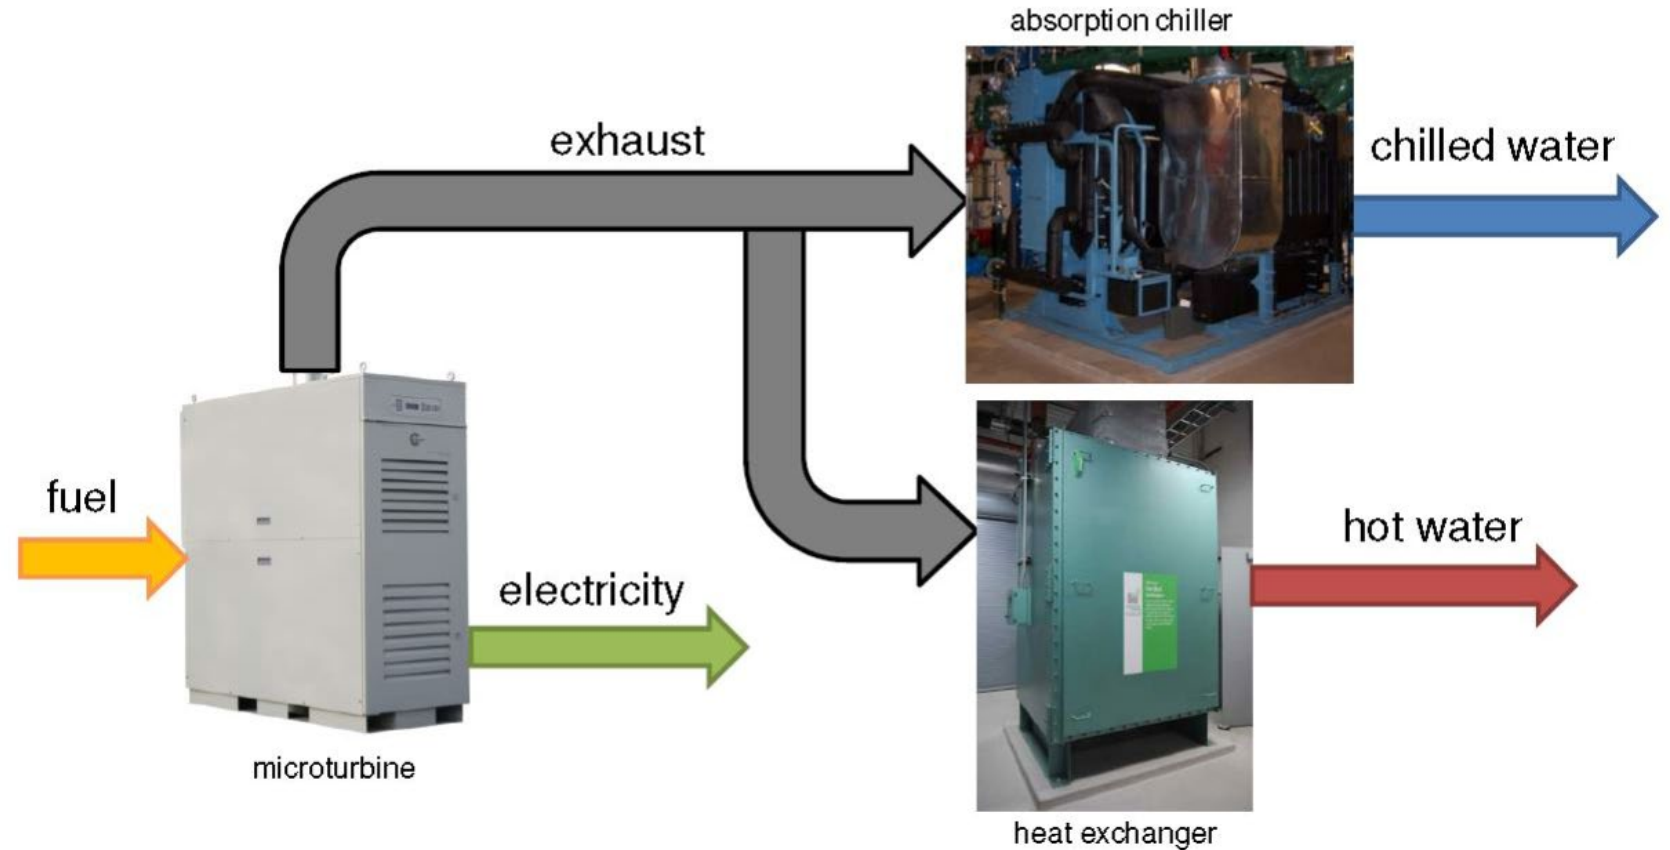 absorption chiller
exhaust
chilled water
fuel
electricity
hot water
microturbine
heat exchanger